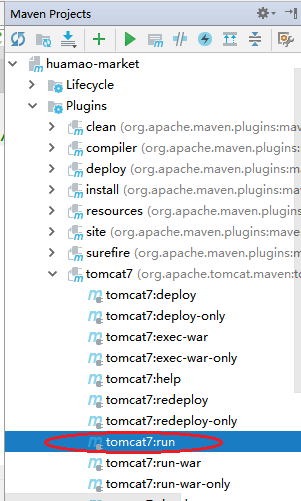 Maven Projects
huamao-market
Lifecycle
Plugins
clean (org.apache.maven.plugins:mave
compiler (org.apache.maven.plugins:
deploy (org.apache.maven.plugins:ma
install (org.apache.maven.plugins:ma
resources (org.apache.maven.plugins
site (org.apache.maven.plugins:mave
surefire (org.apache.maven.plugins:m
tomcat7 (org.apache.tomcat.maven:to
tomcat7:deploy
tomcat7:deploy-only
tomcat7:exec-war
tomcat7:exec-war-only
tomcat7:help
tomcat7:redeploy
tomcat7:redeploy-only
tomcat7:run
tomcat7:run-war
tomcat7:run-war-only